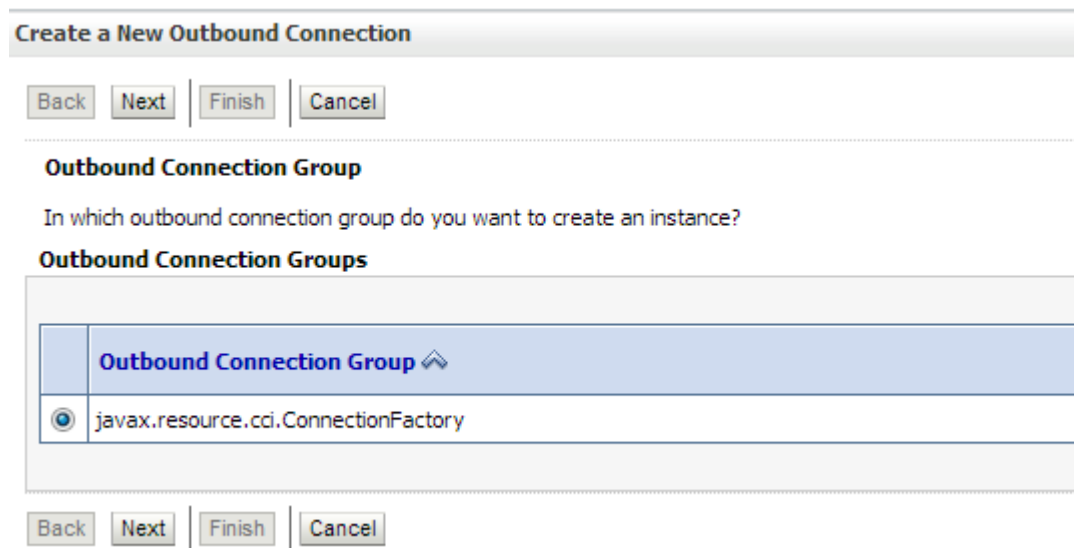 Create a New Outbound Connection
Back Next Finish Cancel
Outbound Connection Group
In which outbound connection group do you want to create an instance?
Outbound Connection Groups
Outbound Connection Group
javax.resource.cci.ConnectionFactory
Back Next Finish Cancel